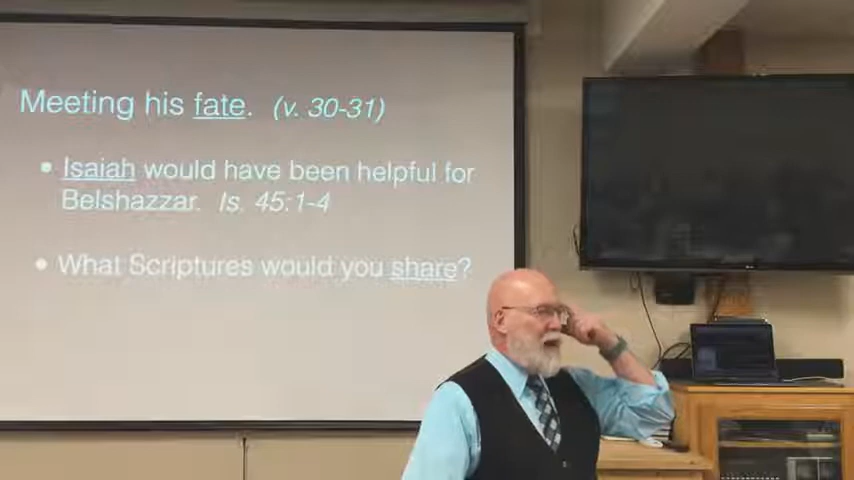 Meeting his fate. (v. 30-31)
• Isaiah would have been helpful for
Belshazzar. Is. 45:1-4
• What Scriptures would you share?